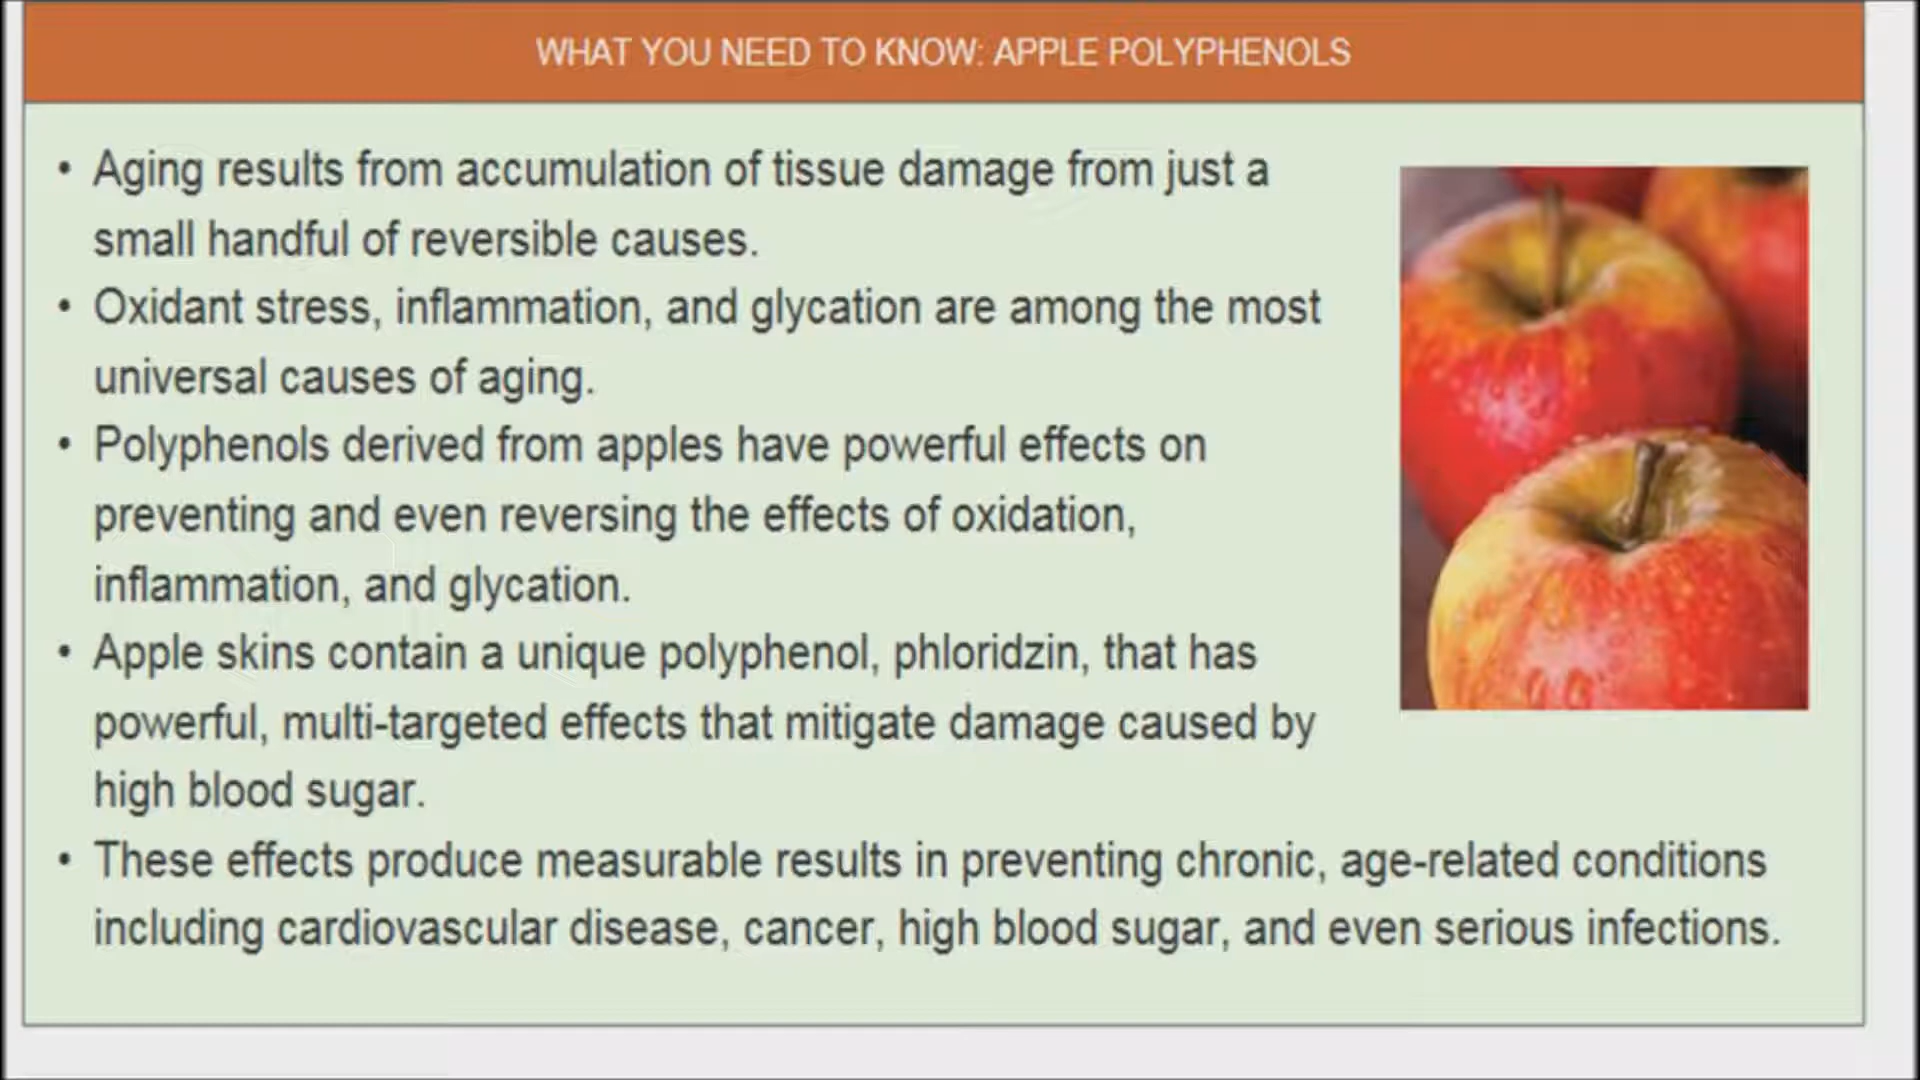 WHAT YOU NEED TO KNOW: APPLE POLYPHENOLS
• Aging results from accumulation of tissue damage from just a
small handful of reversible causes.
• Oxidant stress, inflammation, and glycation are among the most
universal causes of aging.
• Polyphenols derived from apples have powerful effects on
preventing and even reversing the effects of oxidation,
inflammation, and glycation.
• Apple skins contain a unique polyphenol, phloridzin, that has
powerful, multi-targeted effects that mitigate damage caused by
high blood sugar.
• These effects produce measurable results in preventing chronic, age-related conditions
including cardiovascular disease, cancer, high blood sugar, and even serious infections.